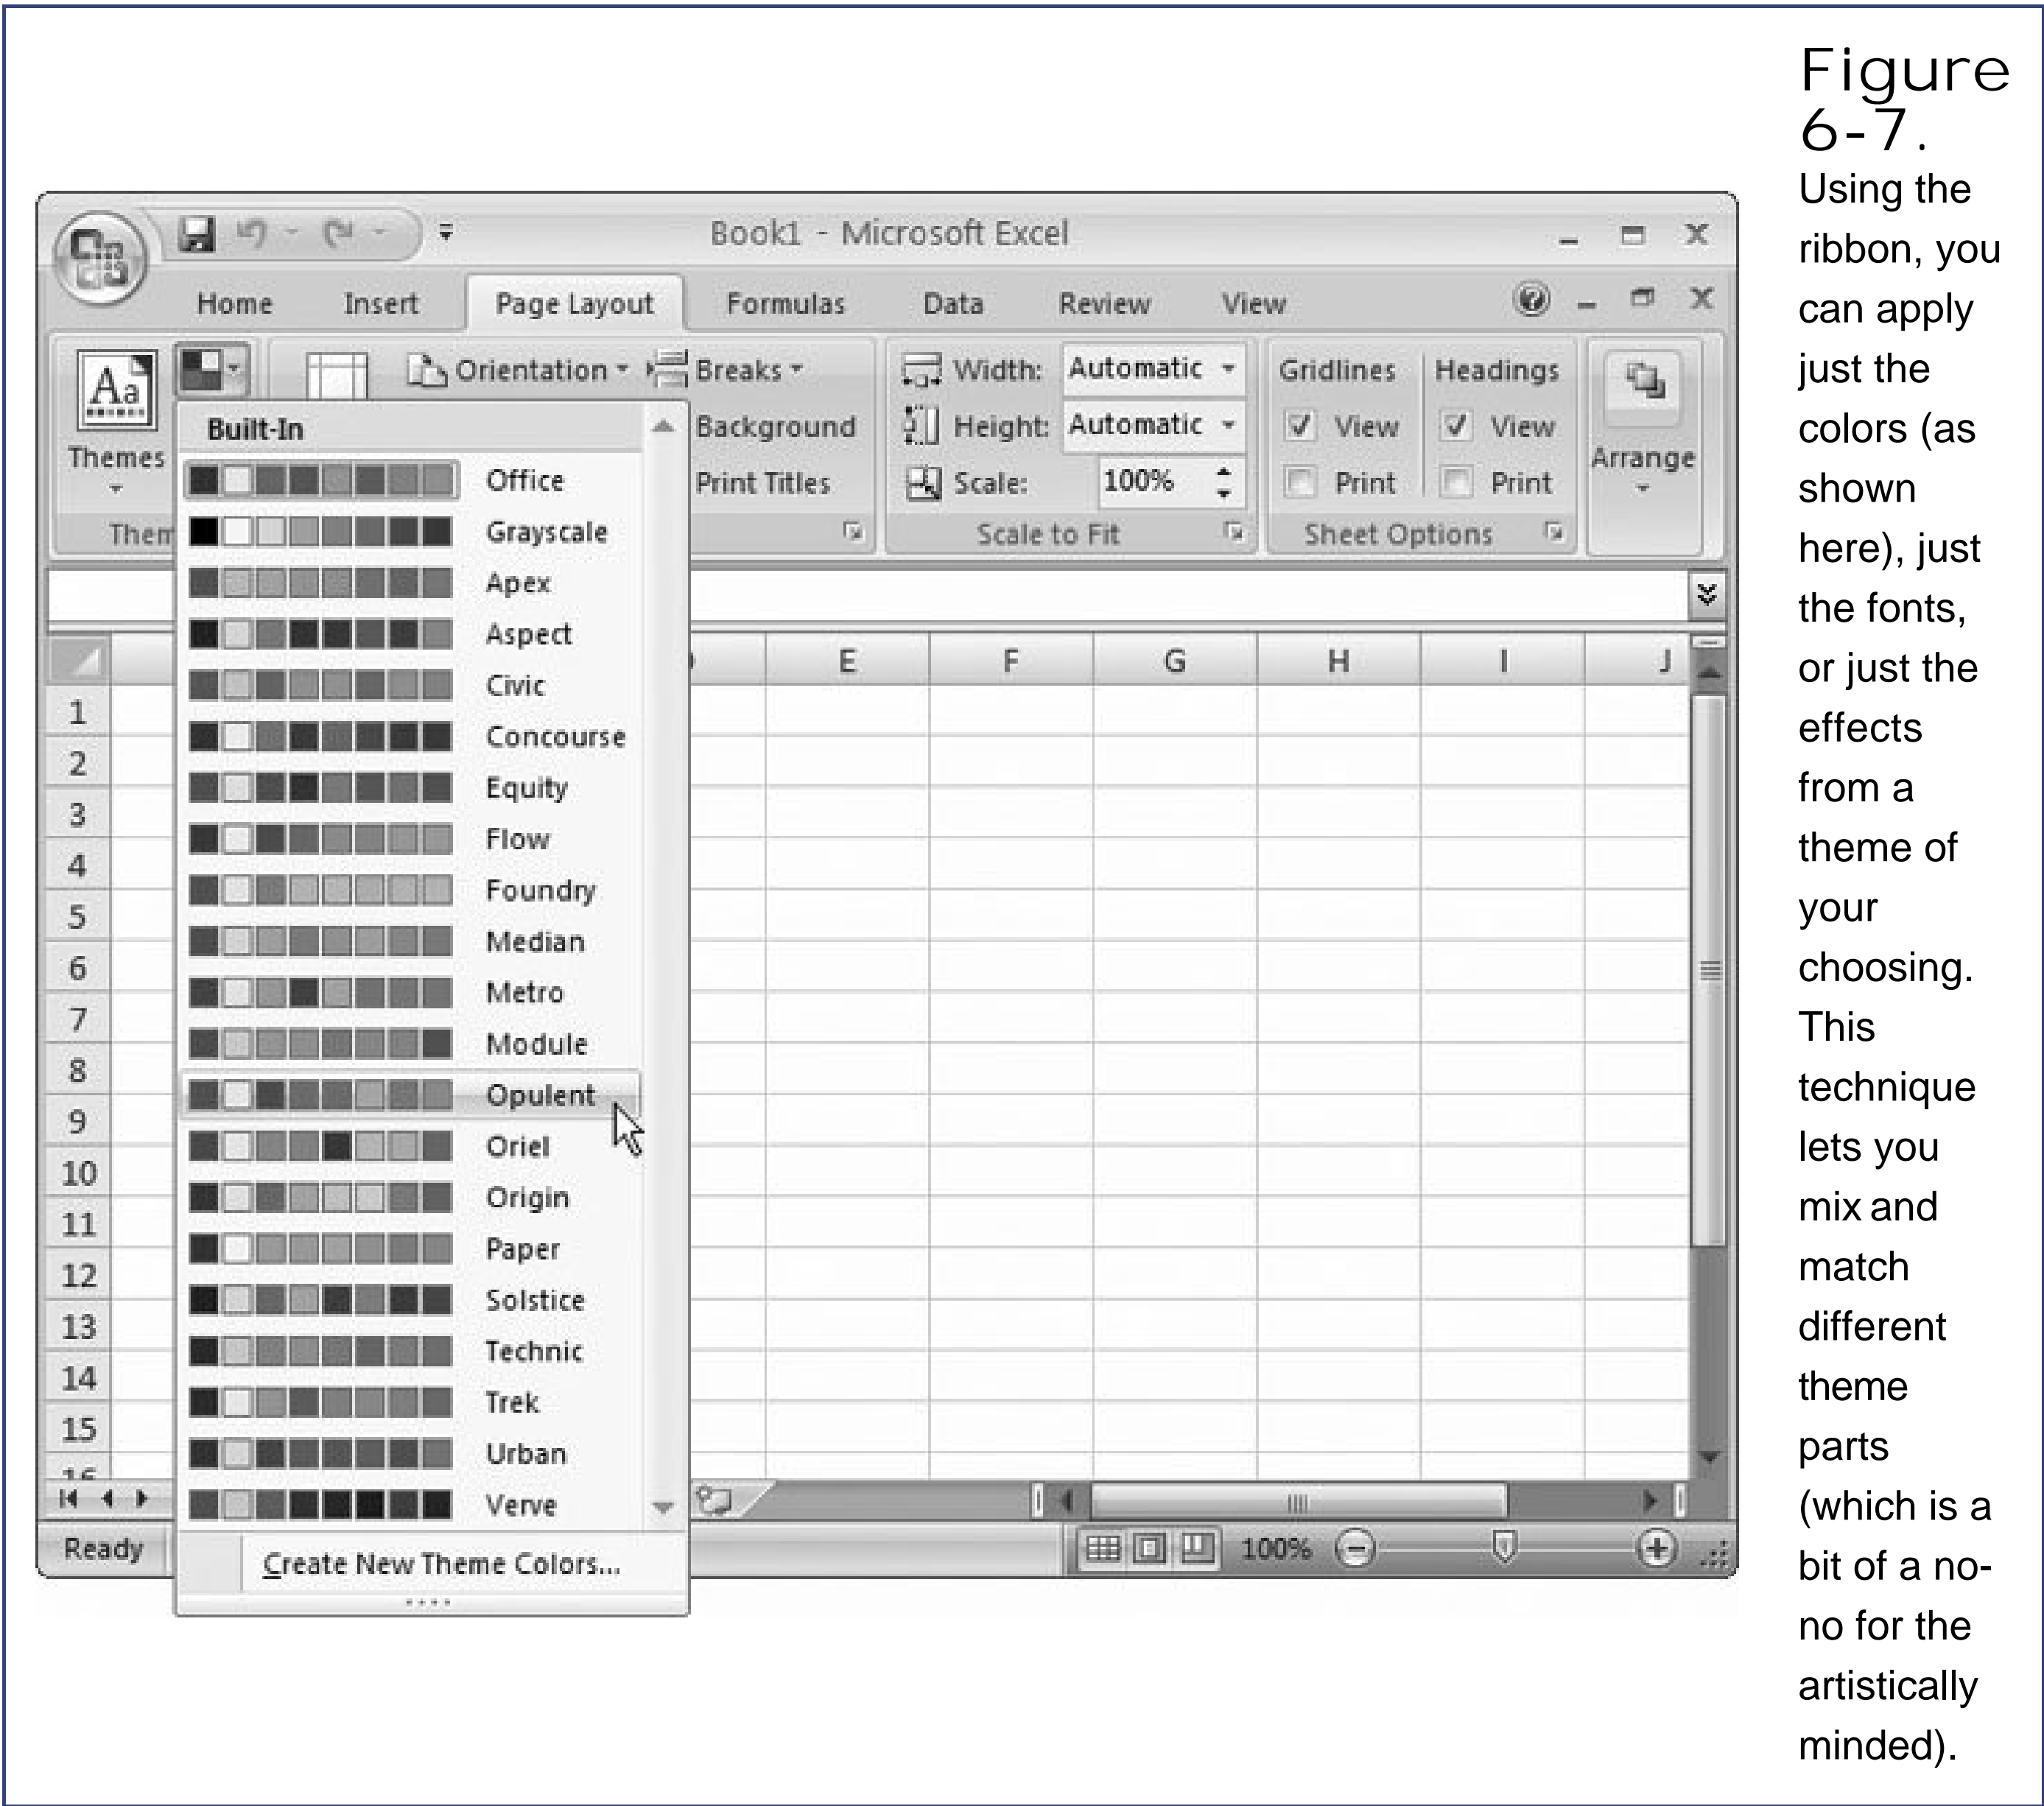 Book1 - Microsoft Excel
Home Insert Page Layout Formulas Data Review View
Aa Orientation Breaks Width: Automatic Gridlines Headings
Built-In Background Height: Automatic View View
Themes Arrange
Office Print Titles Scale: 100% Print Print
Them Scale to Fit Sheet Options
Grayscale
Apex
Aspect
E F G H I J
Civic
1
Concourse
2
Equity
3
Flow
4
Foundry
5
Median
6
Metro
7
Module
8
Opulent
9
Oriel
10
Origin
11
Paper
12
Solstice
13
Technic
14
Trek
15
Urban
16
Verve
Ready 100%
Create New Theme Colors...
Figure
6-7.
Using the
ribbon, you
can apply
just the
colors (as
shown
here), just
the fonts,
or just the
effects
from a
theme of
your
choosing.
This
technique
lets you
mix and
match
different
theme
parts
(which is a
bit of a no-
no for the
artistically
minded).